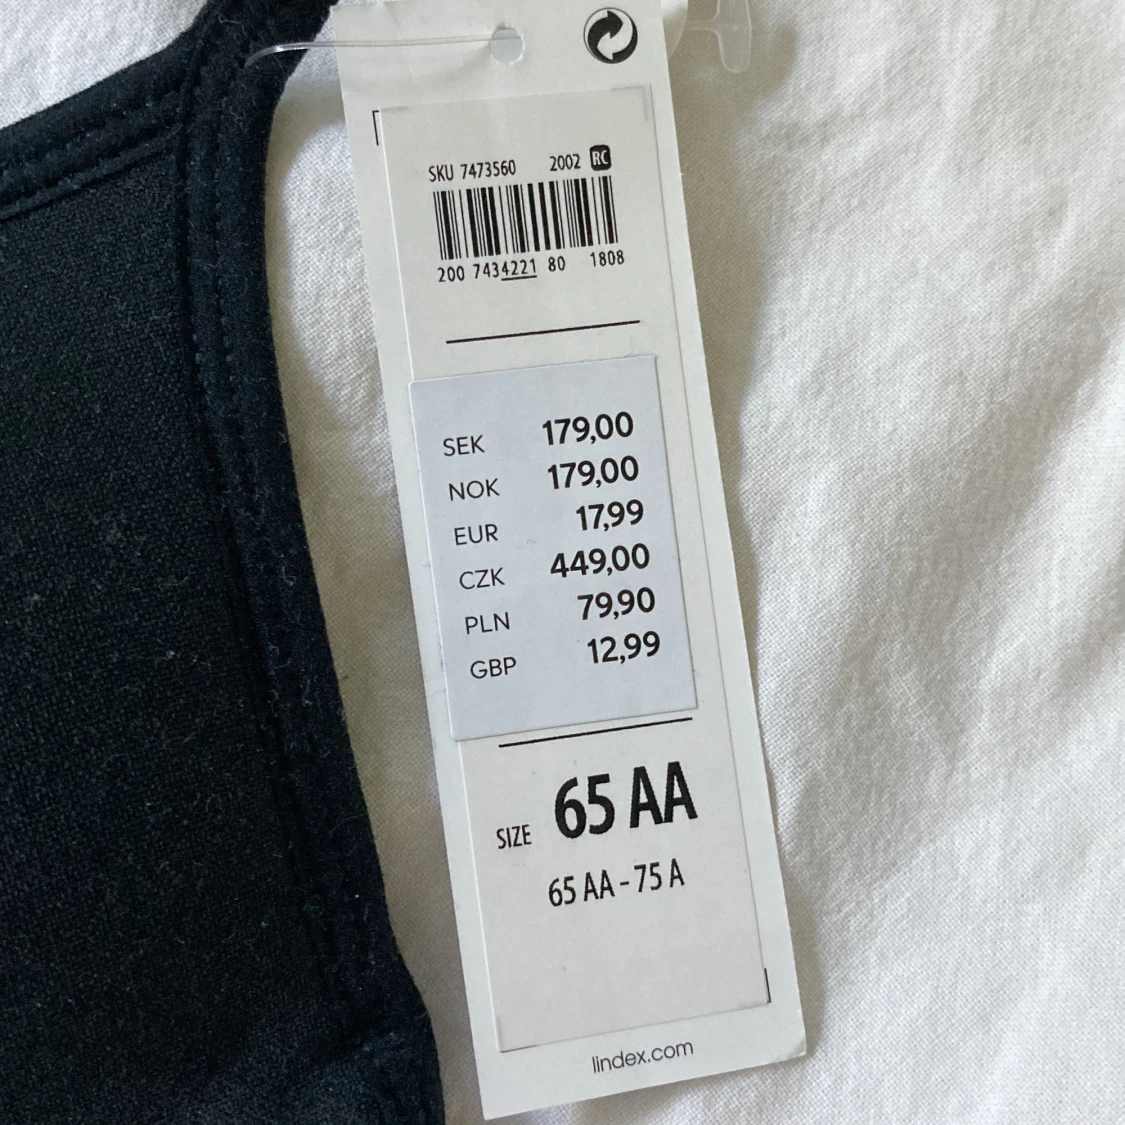 SKU 7473560 2002 RC
200 7434221 80 1808
SEK 179,00
NOK 179,00
EUR 17,99
CZK 449,00
PLN 79,90
GBP 12,99
SIZE 65 AA
65 AA - 75 A
lindex.com